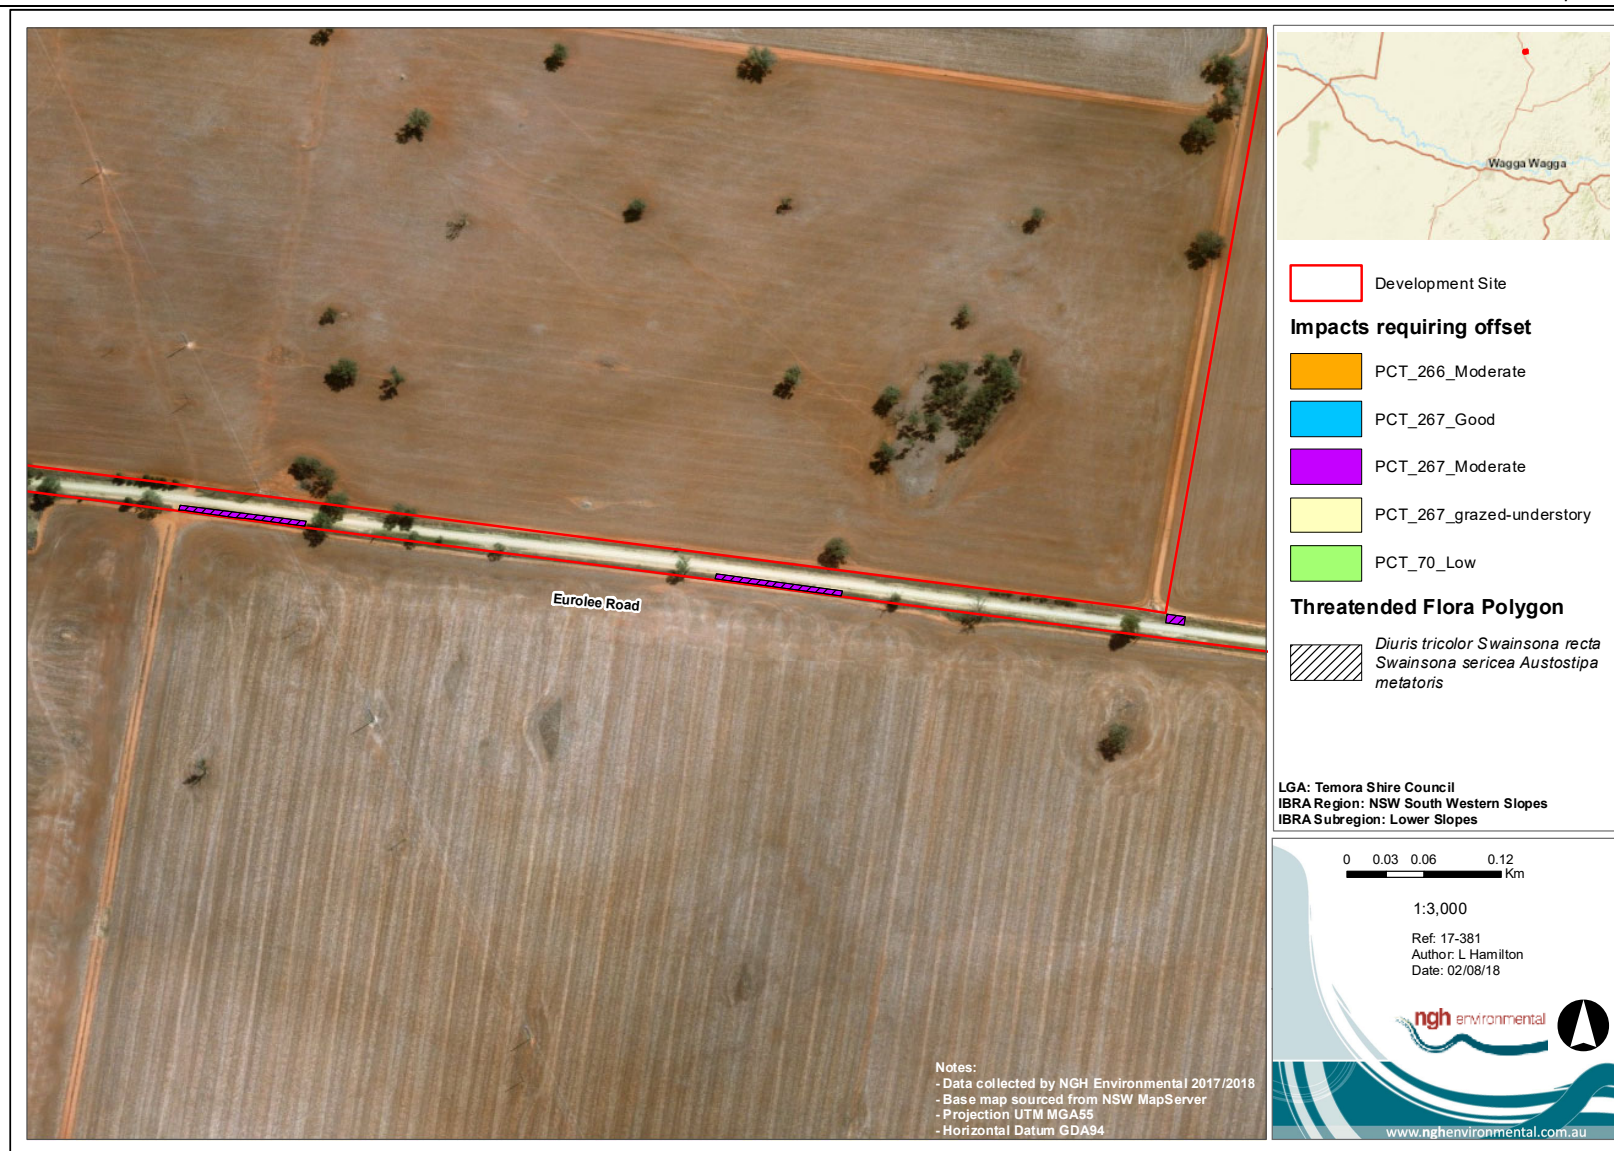 Wagga Wagga
Development Site
Impacts requiring offset
PCT_266_Moderate
PCT_267_Good
PCT_267_Moderate
PCT_267_grazed-understory
PCT_70_Low
Threatended Flora Polygon
Diuris tricolor Swainsona recta
Swainsona sericea Austostipa
metatoris
LGA: Temora Shire Council
IBRA Region: NSW South Western Slopes
IBRA Subregion: Lower Slopes
0 0.03 0.06 0.12
Km
1:3,000
Ref: 17-381
Author: L Hamilton
Date: 02/08/18
ngh environmental
www.nghenvironmental.com.au
Eurolee Road
Notes:
- Data collected by NGH Environmental 2017/2018
- Base map sourced from NSW MapServer
- Projection UTM MGA55
- Horizontal Datum GDA94